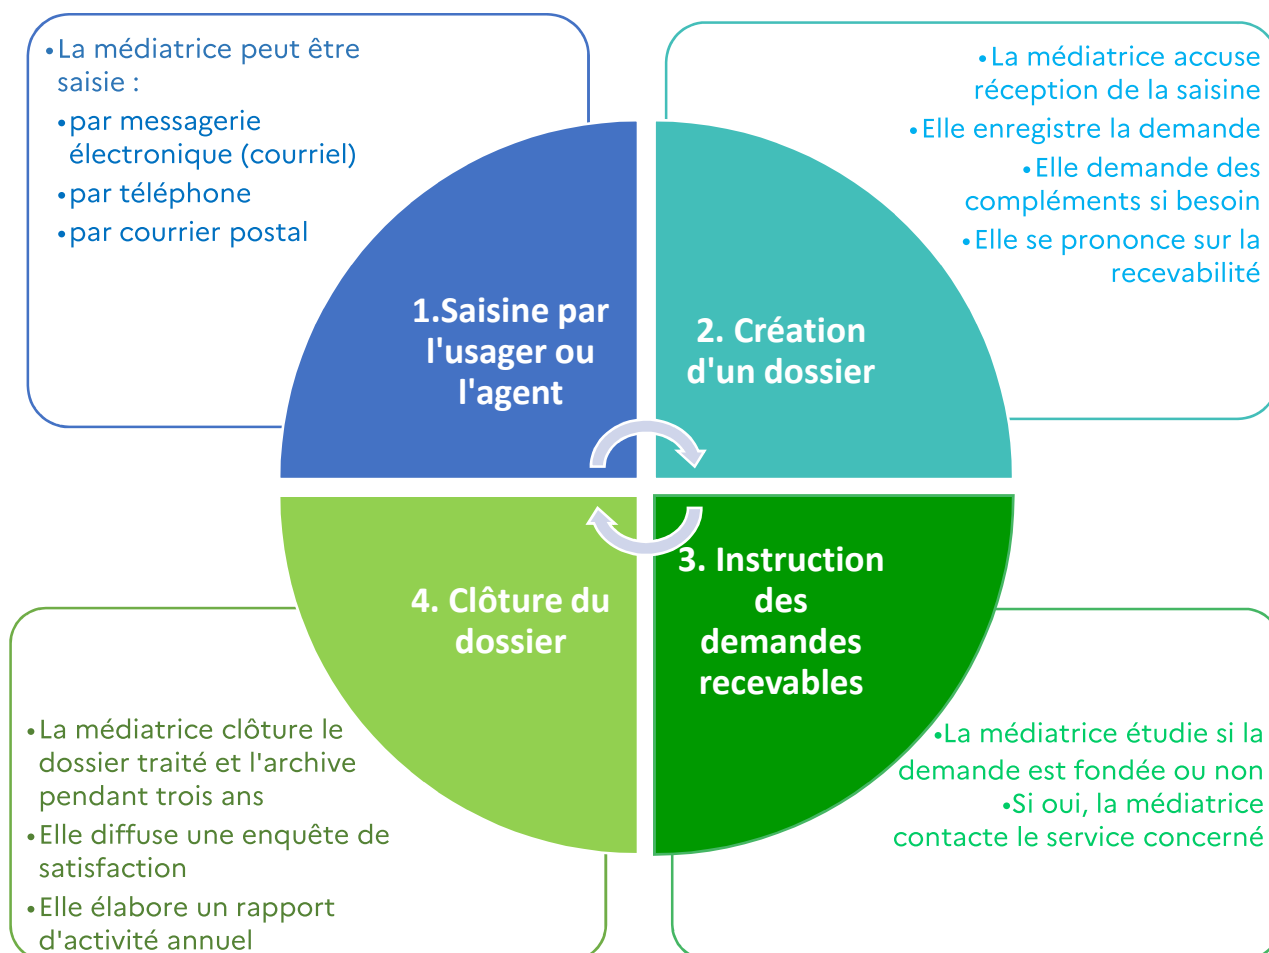 •La médiatrice peut être
saisie :
•par messagerie
électronique (courriel)
•par téléphone
•par courrier postal
1.Saisine par
l'usager ou
l'agent
•La médiatrice accuse
réception de la saisine
•Elle enregistre la demande
•Elle demande des
compléments si besoin
•Elle se prononce sur la
recevabilité
2. Création
d'un dossier
3. Instruction
des
demandes
recevables
•La médiatrice étudie si la
demande est fondée ou non
•Si oui, la médiatrice
contacte le service concerné
4. Clôture du
dossier
•La médiatrice clôture le
dossier traité et l'archive
pendant trois ans
•Elle diffuse une enquête de
satisfaction
•Elle élabore un rapport
d'activité annuel